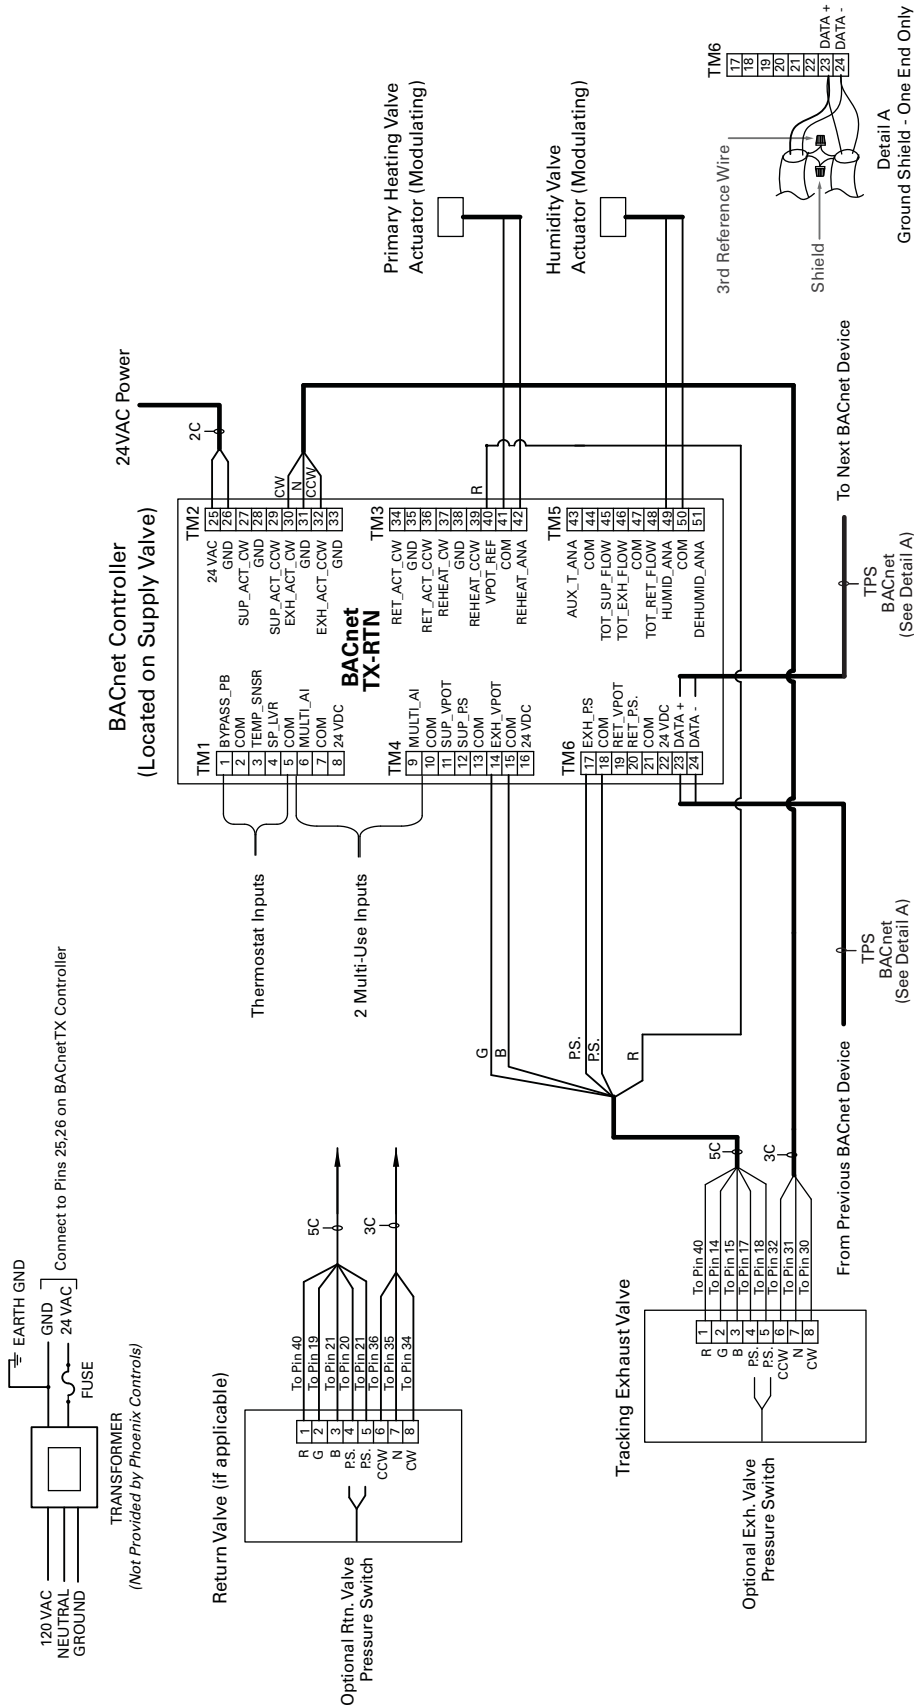 120 VAC
NEUTRAL
GROUND
TRANSFORMER
(Not Provided by Phoenix Controls)
EARTH GND
GND
24 VAC
FUSE
Connect to Pins 25,26 on BACnet TX Controller
Return Valve (if applicable)
Optional Rtn. Valve
Pressure Switch
R 1 To Pin 40
G 2 To Pin 19
B 3 To Pin 21
P.S. 4 To Pin 20
P.S. 5 To Pin 21
CCW 6 To Pin 36
N 7 To Pin 35
CW 8 To Pin 34
5C
3C
Tracking Exhaust Valve
Optional Exh. Valve
Pressure Switch
R 1 To Pin 40
G 2 To Pin 14
B 3 To Pin 15
P.S. 4 To Pin 17
P.S. 5 To Pin 18
CCW 6 To Pin 32
N 7 To Pin 31
CW 8 To Pin 30
5C
3C
G
B
P.S.
P.S.
R
BACnet Controller
(Located on Supply Valve)
BACnet
TX-RTN
Thermostat Inputs
2 Multi-Use Inputs
TM1
1 BYPASS_PB
2 COM
3 TEMP_SNSR
4 SP_LVR
5 COM
6 MULTI_AI
7 COM
8 24 VDC
TM4
9 MULTI_AI
10 COM
11 SUP_VPOT
12 SUP_P.S
13 COM
14 EXH_VPOT
15 COM
16 24 VDC
TM6
17 EXH_P.S
18 COM
19 RET_VPOT
20 RET_P.S.
21 COM
22 24 VDC
23 DATA +
24 DATA -
TM2
24 VAC 25
GND 26
SUP_ACT_CW 27
GND 28
SUP_ACT_CCW 29
EXH_ACT_CW 30
GND 31
EXH_ACT_CCW 32
GND 33
TM3
RET_ACT_CW 34
GND 35
RET_ACT_CCW 36
REHEAT_CW 37
GND 38
REHEAT_CCW 39
VPOT_REF 40
COM 41
REHEAT_ANA 42
TM5
AUX_T_ANA 43
COM 44
TOT_SUP_FLOW 45
TOT_EXH_FLOW 46
COM 47
TOT_RET_FLOW 48
HUMID_ANA 49
COM 50
DEHUMID_ANA 51
24VAC Power
2C
CW
N
CCW
R
Primary Heating Valve
Actuator (Modulating)
Humidity Valve
Actuator (Modulating)
From Previous BACnet Device
TPS
BACnet
(See Detail A)
To Next BACnet Device
TPS
BACnet
(See Detail A)
TM6
17
18
19
20
21
22
23 DATA +
24 DATA -
3rd Reference Wire
Shield
Detail A
Ground Shield - One End Only